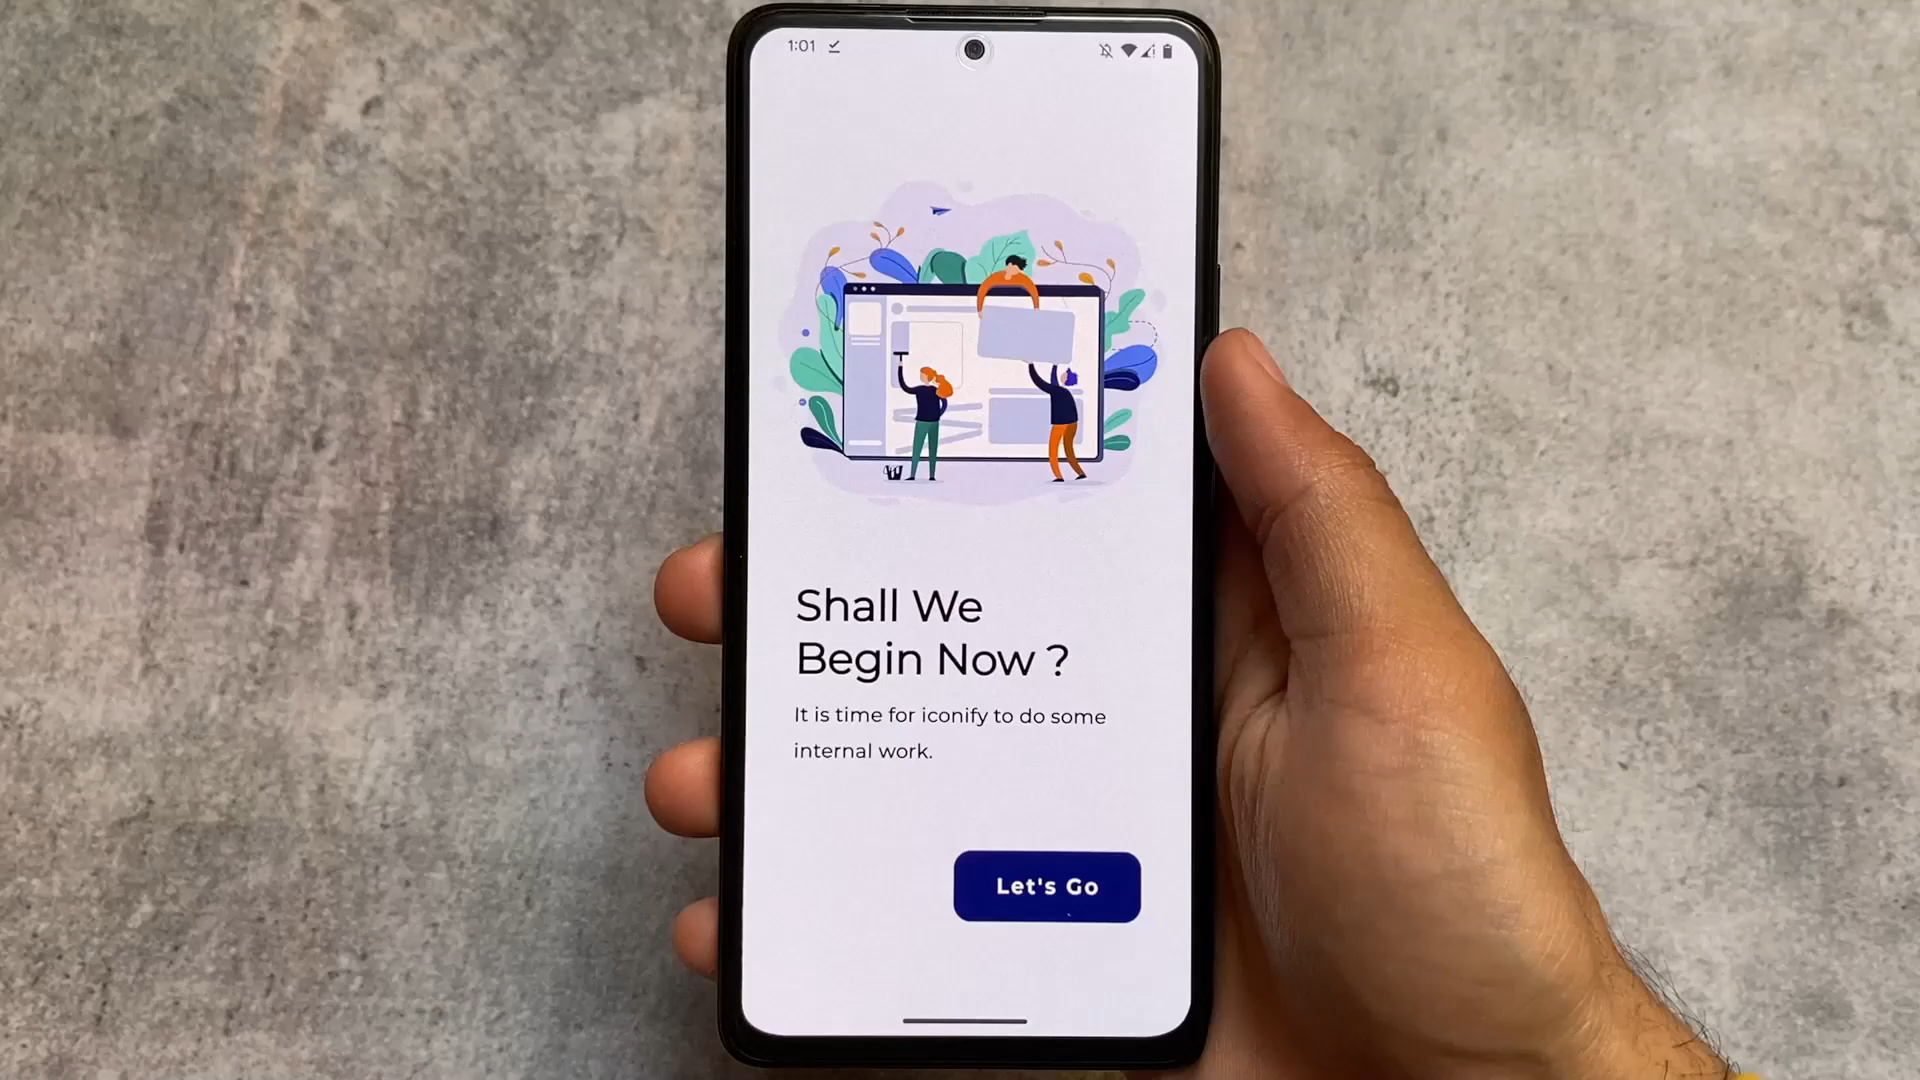 1:01
Shall We
Begin Now ?
It is time for iconify to do some
internal work.
Let's Go